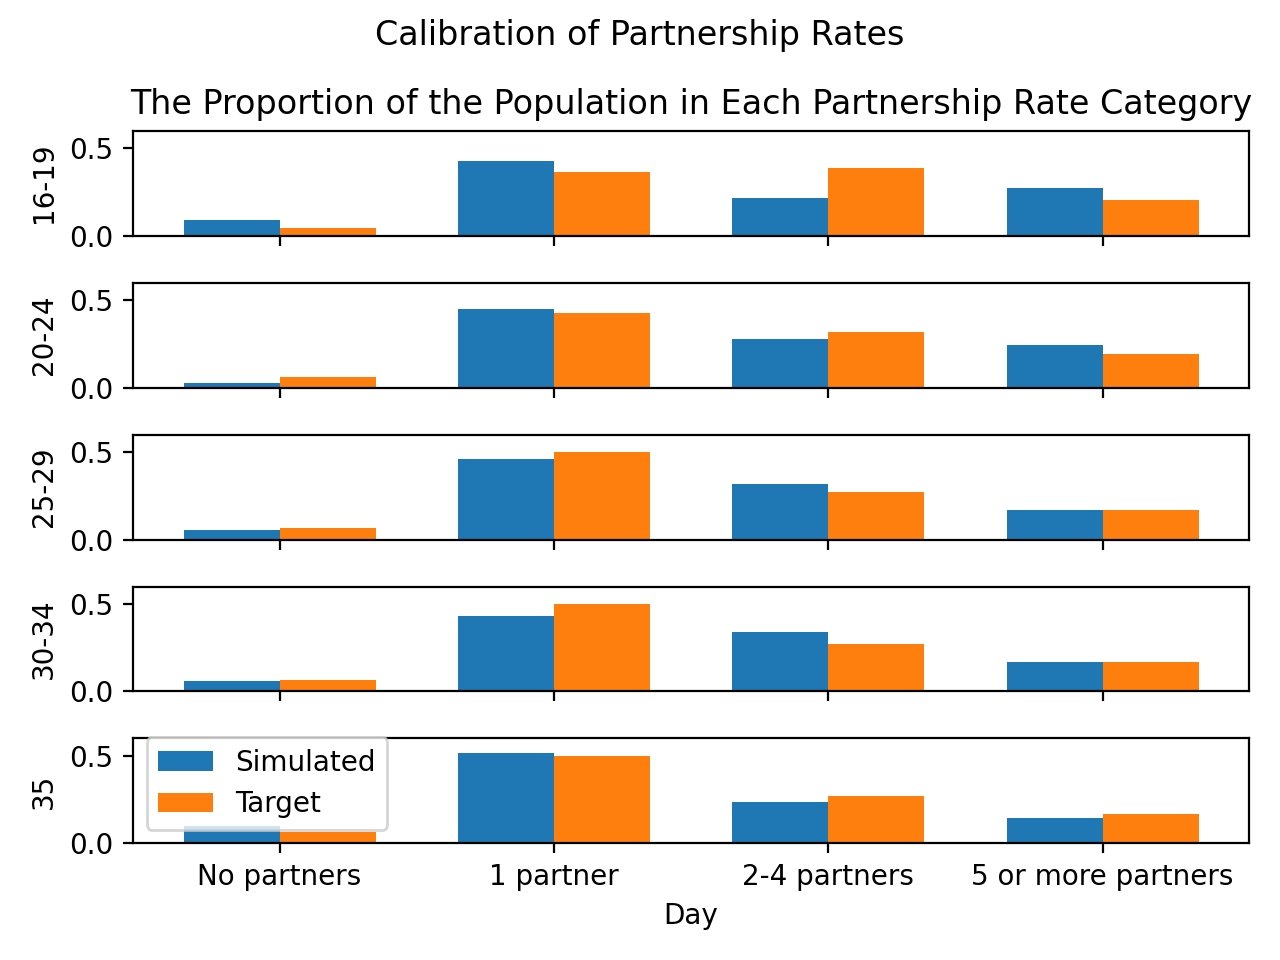 Calibration of Partnership Rates
The Proportion of the Population in Each Partnership Rate Category
0.5
0.0
16-19
0.5
0.0
20-24
0.5
0.0
25-29
0.5
0.0
30-34
0.5
0.0
35
Simulated
Target
No partners
1 partner
2-4 partners
5 or more partners
Day